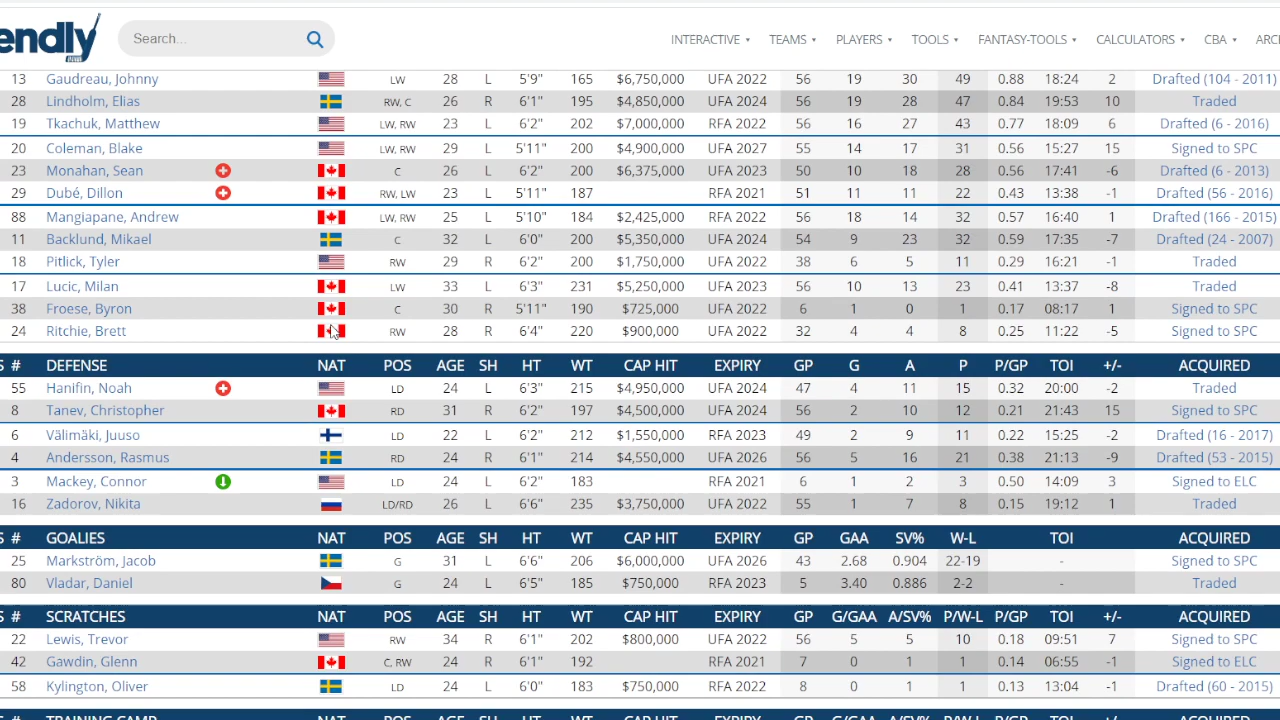 endly Search... INTERACTIVE TEAMS PLAYERS TOOLS FANTASY-TOOLS CALCULATORS CBA ARC
13 Gaudreau, Johnny LW 28 L 5'9" 165 $6,750,000 UFA 2022 56 19 30 49 0.88 18:24 2 Drafted (104 - 2011)
28 Lindholm, Elias RW, C 26 R 6'1" 195 $4,850,000 UFA 2024 56 19 28 47 0.84 19:53 10 Traded
19 Tkachuk, Matthew LW, RW 23 L 6'2" 202 $7,000,000 RFA 2022 56 16 27 43 0.77 18:09 6 Drafted (6 - 2016)
20 Coleman, Blake LW, RW 29 L 5'11" 200 $4,900,000 UFA 2027 55 14 17 31 0.56 15:27 15 Signed to SPC
23 Monahan, Sean C 26 L 6'2" 200 $6,375,000 UFA 2023 50 10 18 28 0.56 17:41 -6 Drafted (6 - 2013)
29 Dubé, Dillon RW, LW 23 L 5'11" 187 RFA 2021 51 11 11 22 0.43 13:38 -1 Drafted (56 - 2016)
88 Mangiapane, Andrew LW, RW 25 L 5'10" 184 $2,425,000 RFA 2022 56 18 14 32 0.57 16:40 1 Drafted (166 - 2015)
11 Backlund, Mikael C 32 L 6'0" 200 $5,350,000 UFA 2024 54 9 23 32 0.59 17:35 -7 Drafted (24 - 2007)
18 Pitlick, Tyler RW 29 R 6'2" 200 $1,750,000 UFA 2022 38 6 5 11 0.29 16:21 -1 Traded
17 Lucic, Milan LW 33 L 6'3" 231 $5,250,000 UFA 2023 56 10 13 23 0.41 13:37 -8 Traded
38 Froese, Byron C 30 R 5'11" 190 $725,000 UFA 2022 6 1 0 1 0.17 08:17 1 Signed to SPC
24 Ritchie, Brett RW 28 R 6'4" 220 $900,000 UFA 2022 32 4 4 8 0.25 11:22 -5 Signed to SPC
S # DEFENSE NAT POS AGE SH HT WT CAP HIT EXPIRY GP G A P P/GP TOI +/- ACQUIRED
55 Hanifin, Noah LD 24 L 6'3" 215 $4,950,000 UFA 2024 47 4 11 15 0.32 20:00 -2 Traded
8 Tanev, Christopher RD 31 R 6'2" 197 $4,500,000 UFA 2024 56 2 10 12 0.21 21:43 15 Signed to SPC
6 Välimäki, Juuso LD 22 L 6'2" 212 $1,550,000 RFA 2023 49 2 9 11 0.22 15:25 -2 Drafted (16 - 2017)
4 Andersson, Rasmus RD 24 R 6'1" 214 $4,550,000 UFA 2026 56 5 16 21 0.38 21:13 -9 Drafted (53 - 2015)
3 Mackey, Connor LD 24 L 6'2" 183 RFA 2021 6 1 2 3 0.50 14:09 3 Signed to ELC
16 Zadorov, Nikita LD/RD 26 L 6'6" 235 $3,750,000 UFA 2022 55 1 7 8 0.15 19:12 1 Traded
S # GOALIES NAT POS AGE SH HT WT CAP HIT EXPIRY GP GAA SV% W-L TOI ACQUIRED
25 Markström, Jacob G 31 L 6'6" 206 $6,000,000 UFA 2026 43 2.68 0.904 22-19 - Signed to SPC
80 Vladar, Daniel G 24 L 6'5" 185 $750,000 RFA 2023 5 3.40 0.886 2-2 - Traded
S # SCRATCHES NAT POS AGE SH HT WT CAP HIT EXPIRY GP G/GAA A/SV% P/W-L P/GP TOI +/- ACQUIRED
22 Lewis, Trevor RW 34 R 6'1" 202 $800,000 UFA 2022 56 5 5 10 0.18 09:51 7 Signed to SPC
42 Gawdin, Glenn C, RW 24 R 6'1" 192 RFA 2021 7 0 1 1 0.14 06:55 -1 Signed to ELC
58 Kylington, Oliver LD 24 L 6'0" 183 $750,000 RFA 2022 8 0 1 1 0.13 13:04 -1 Drafted (60 - 2015)
S # TRAINING CAMP NAT POS AGE SH HT WT CAP HIT EXPIRY GP G/GAA A/SV% P/W-L P/GP TOI +/- ACQUIRED